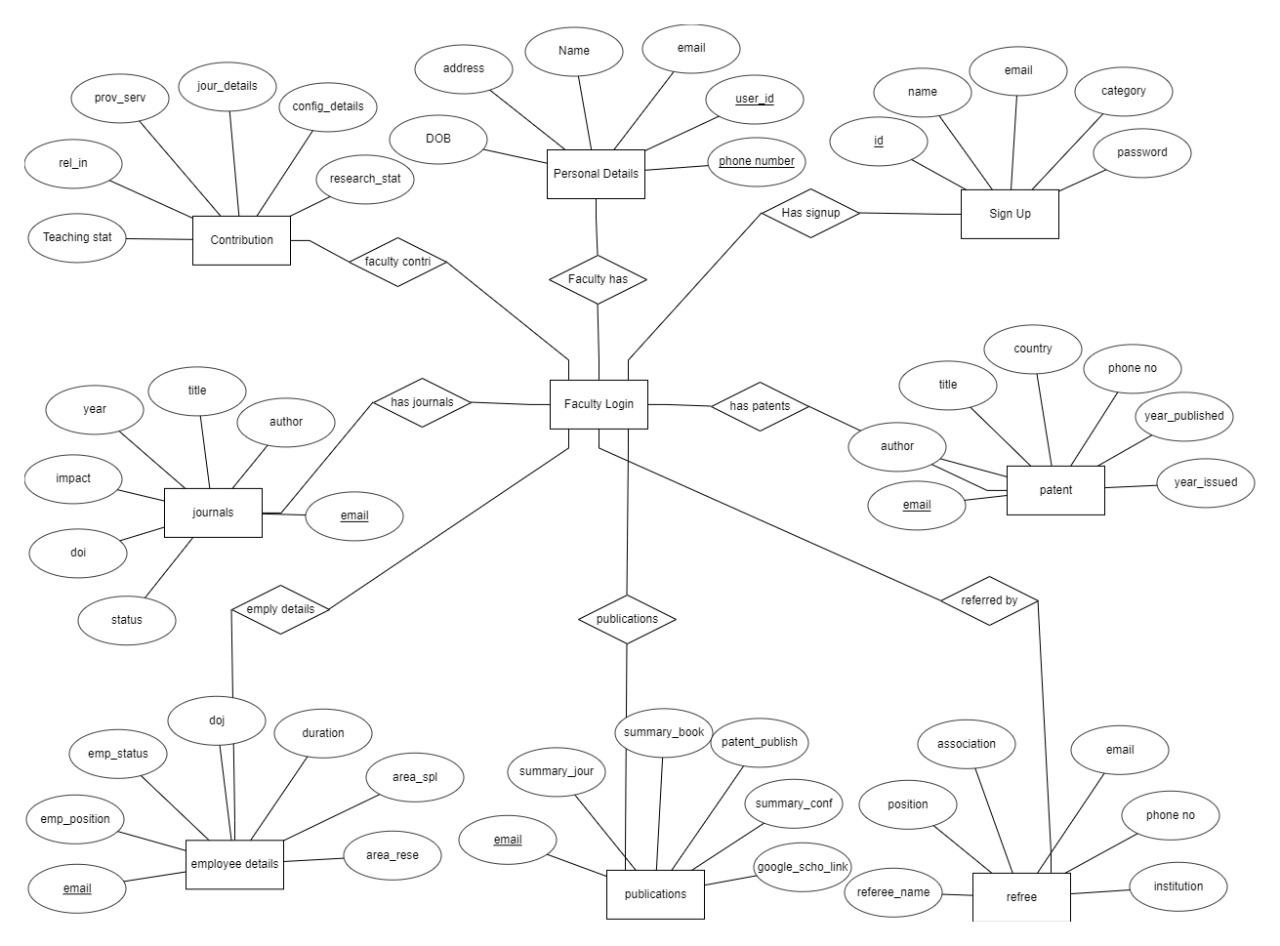 Name
email
address
jour_details
prov_serv
config_details
user_id
DOB
phone number
Personal Details
rel_in
research_stat
Teaching stat
Contribution
email
name
category
id
password
Sign Up
Has signup
faculty contri
Faculty has
Faculty Login
has journals
has patents
title
year
author
impact
journals
email
doi
status
country
phone no
title
year_published
author
year_issued
email
patent
emply details
publications
referred by
doj
duration
emp_status
area_spl
emp_position
area_rese
email
employee details
summary_book
patent_publish
summary_jour
summary_conf
email
google_scho_link
publications
association
email
position
phone no
referee_name
institution
refree